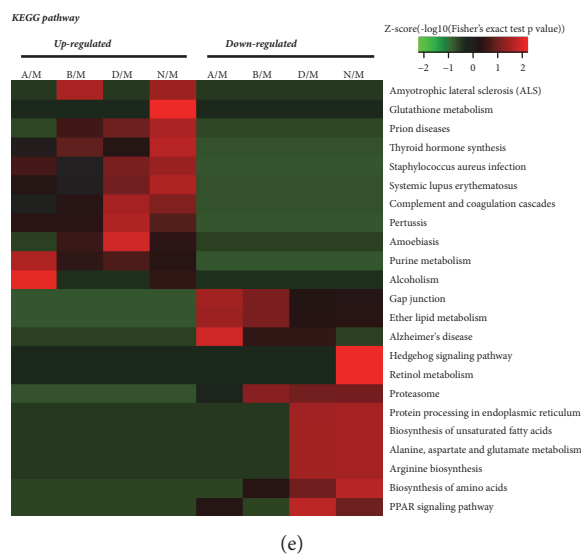 KEGG pathway
Z-score(-log10(Fisher's exact test p value))
Up-regulated Down-regulated
−2 −1 0 1 2
A/M B/M D/M N/M A/M B/M D/M N/M
Amyotrophic lateral sclerosis (ALS)
Glutathione metabolism
Prion diseases
Thyroid hormone synthesis
Staphylococcus aureus infection
Systemic lupus erythematosus
Complement and coagulation cascades
Pertussis
Amoebiasis
Purine metabolism
Alcoholism
Gap junction
Ether lipid metabolism
Alzheimer's disease
Hedgehog signaling pathway
Retinol metabolism
Proteasome
Protein processing in endoplasmic reticulum
Biosynthesis of unsaturated fatty acids
Alanine, aspartate and glutamate metabolism
Arginine biosynthesis
Biosynthesis of amino acids
PPAR signaling pathway
(e)